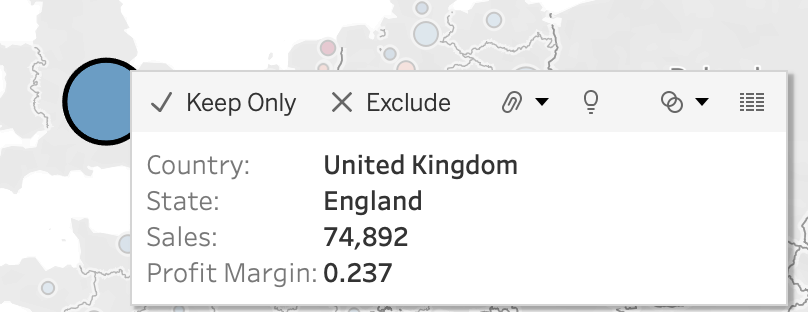 Keep Only Exclude
Country: United Kingdom
State: England
Sales: 74,892
Profit Margin: 0.237